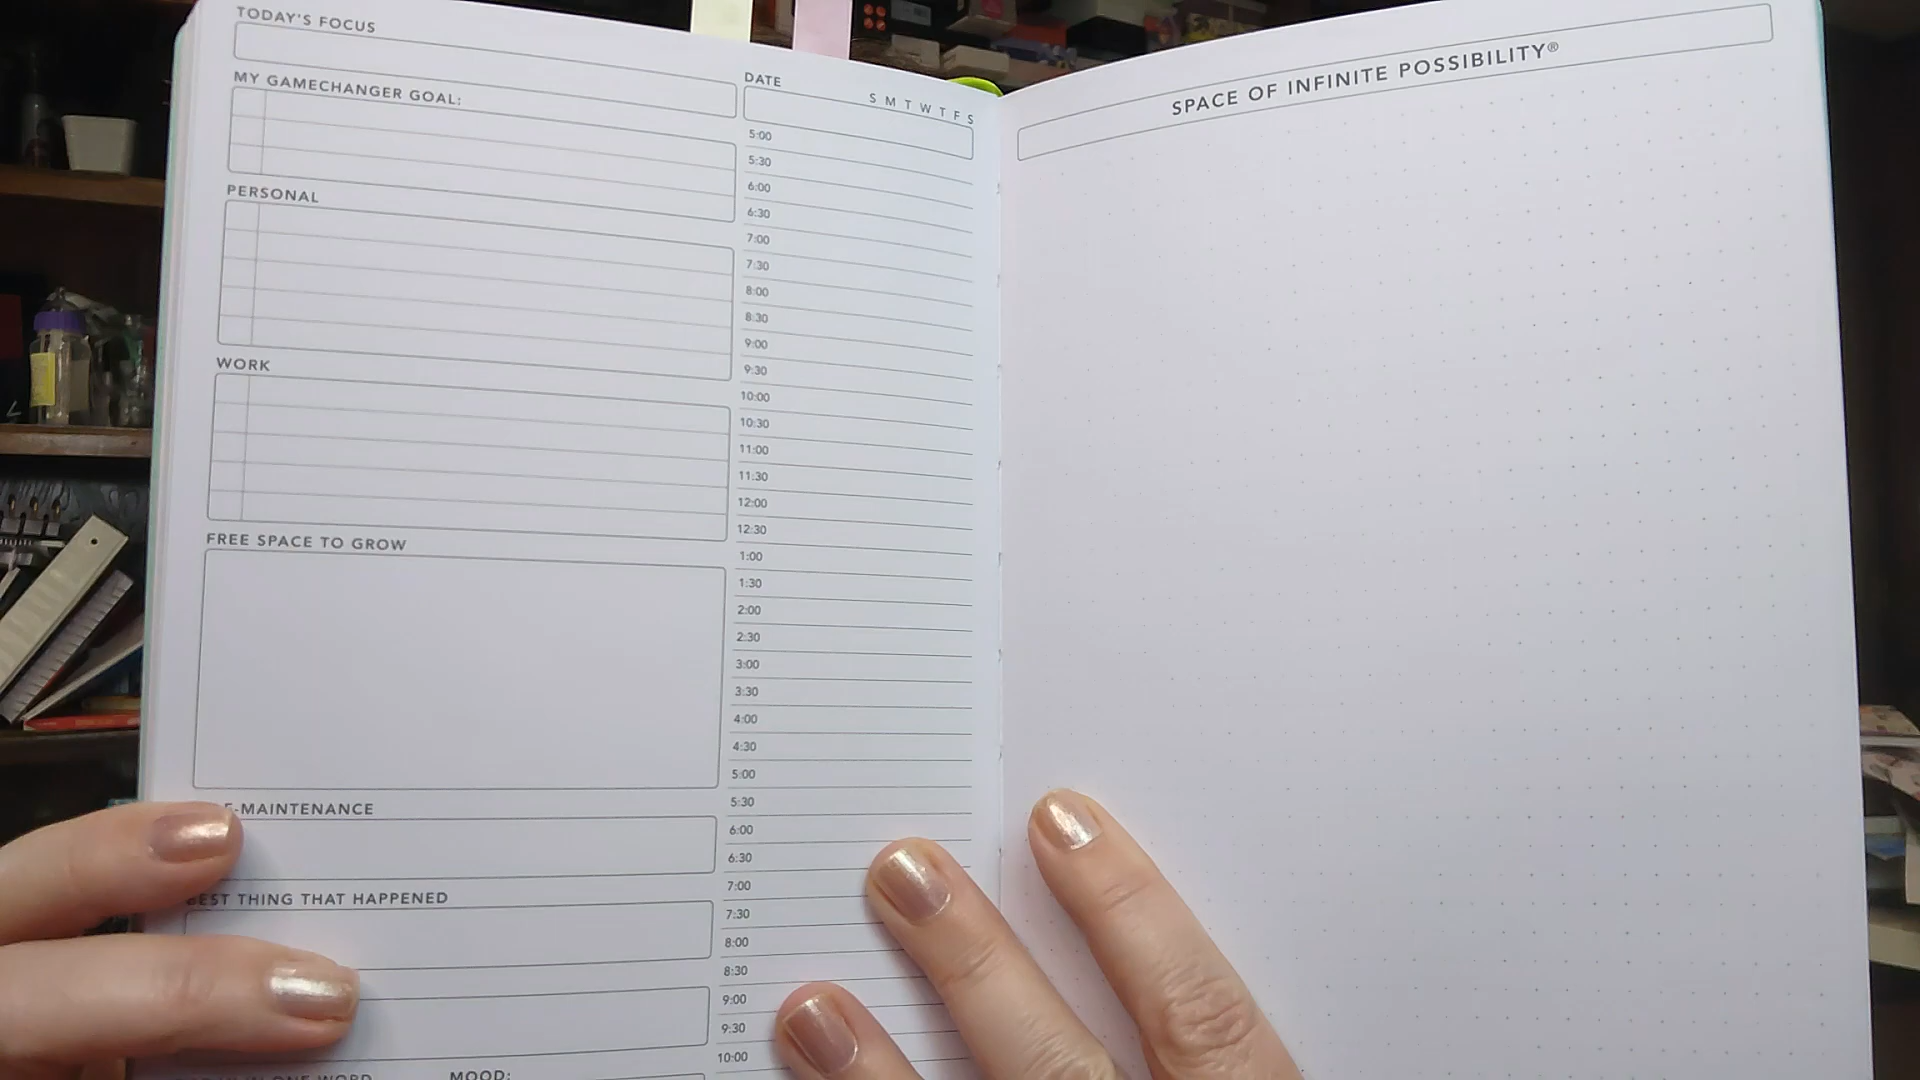 TODAY'S FOCUS
MY GAMECHANGER GOAL:
PERSONAL
WORK
FREE SPACE TO GROW
E-MAINTENANCE
BEST THING THAT HAPPENED
IN ONE WORD
MOOD:
DATE
S M T W T F S
5:00
5:30
6:00
6:30
7:00
7:30
8:00
8:30
9:00
9:30
10:00
10:30
11:00
11:30
12:00
12:30
1:00
1:30
2:00
2:30
3:00
3:30
4:00
4:30
5:00
5:30
6:00
6:30
7:00
7:30
8:00
8:30
9:00
9:30
10:00
SPACE OF INFINITE POSSIBILITY®